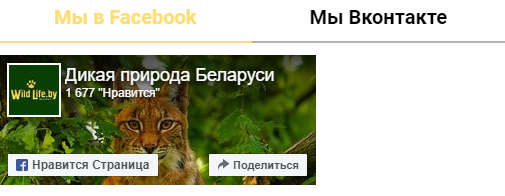 Мы в Facebook
Мы Вконтакте
Wild Life.by
Дикая природа Беларуси
1 677 "Нравится"
Нравится Страница
Поделиться